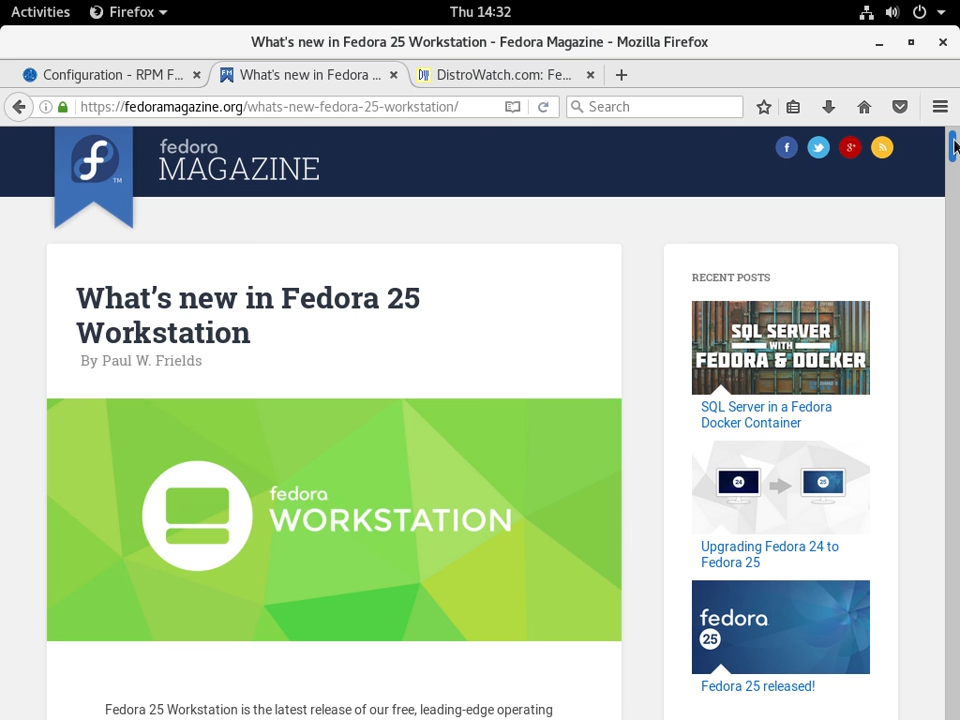 Activities
Firefox
Thu 14:32
What's new in Fedora 25 Workstation - Fedora Magazine - Mozilla Firefox
Configuration - RPM F...
What's new in Fedora ...
DistroWatch.com: Fe...
https://fedoramagazine.org/whats-new-fedora-25-workstation/
Search
fedora
MAGAZINE
What's new in Fedora 25
Workstation
By Paul W. Frields
fedora
WORKSTATION
Fedora 25 Workstation is the latest release of our free, leading-edge operating
RECENT POSTS
SQL SERVER
WITH
FEDORA & DOCKER
SQL Server in a Fedora
Docker Container
24
25
Upgrading Fedora 24 to
Fedora 25
fedora
25
Fedora 25 released!